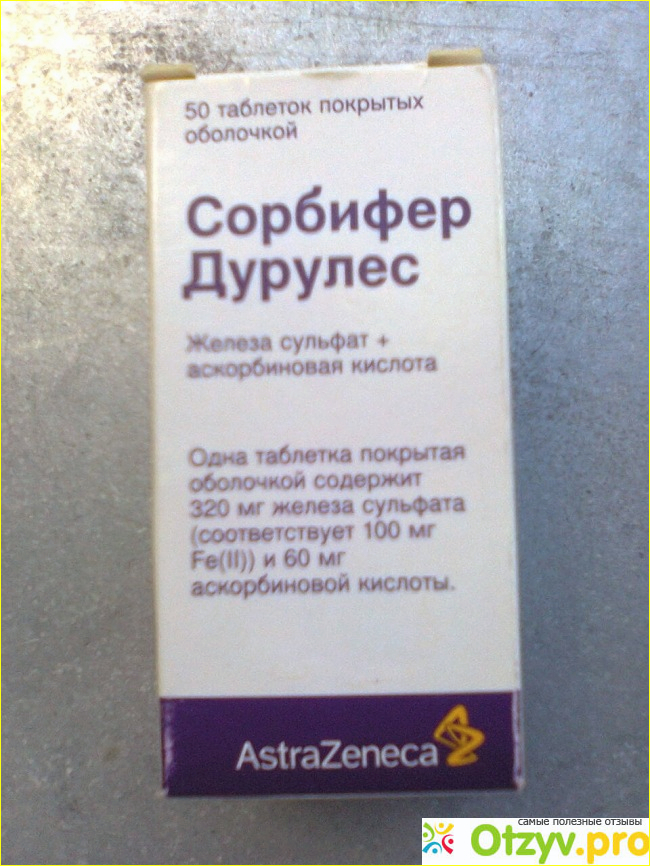 50 таблеток покрытых
оболочкой
Сорбифер
Дурулес
Железа сульфат +
аскорбиновая кислота
Одна таблетка покрытая
оболочкой содержит
320 мг железа сульфата
(соответствует 100 мг
Fe(II)) и 60 мг
аскорбиновой кислоты.
AstraZeneca
самые полезные отзывы
Otzyv.pro